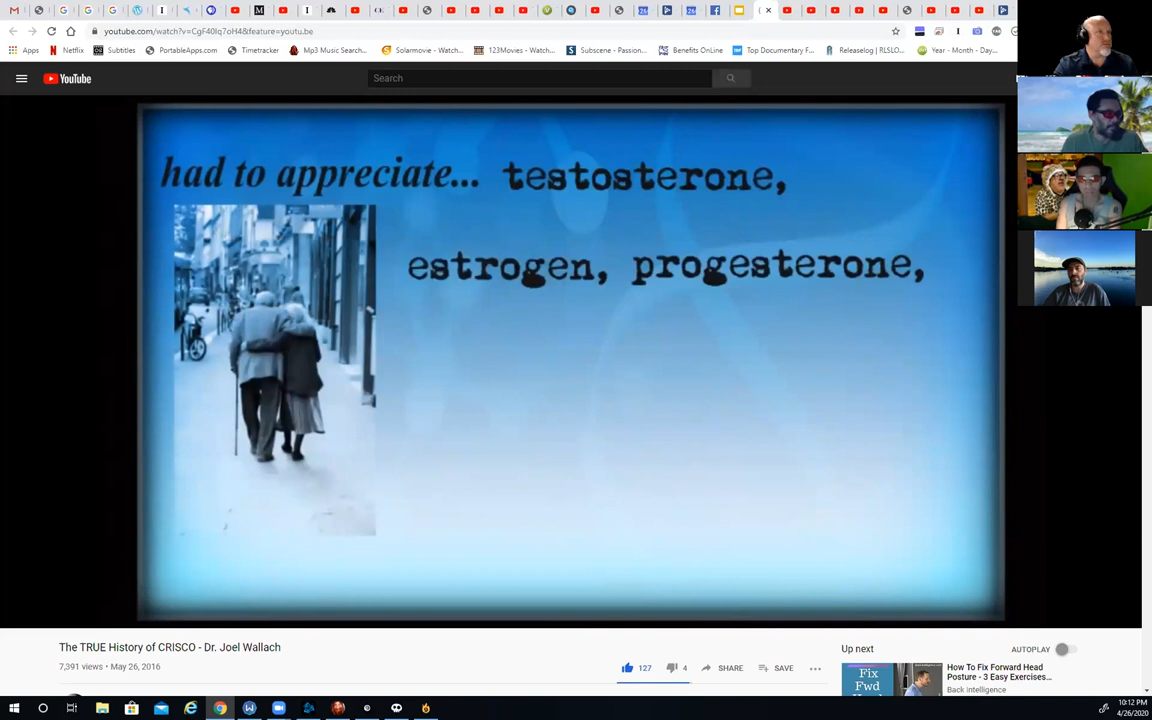 youtube.com/watch?v=CgF40Iq7oH4&feature=youtu.be
Apps Netflix Subtitles PortableApps.com Timetracker Mp3 Music Search... Solarmovie - Watch... 123Movies - Watch... Subscene - Passion... Benefits OnLine Top Documentary F... Releaselog | RLSLO... Year - Month - Day...
YouTube
Search
had to appreciate... testosterone,
estrogen, progesterone,
The TRUE History of CRISCO - Dr. Joel Wallach
7,391 views • May 26, 2016
127 4 SHARE SAVE
Up next AUTOPLAY
Fix
Fwd
How To Fix Forward Head
Posture - 3 Easy Exercises...
Back Intelligence
10:12 PM
4/26/2020